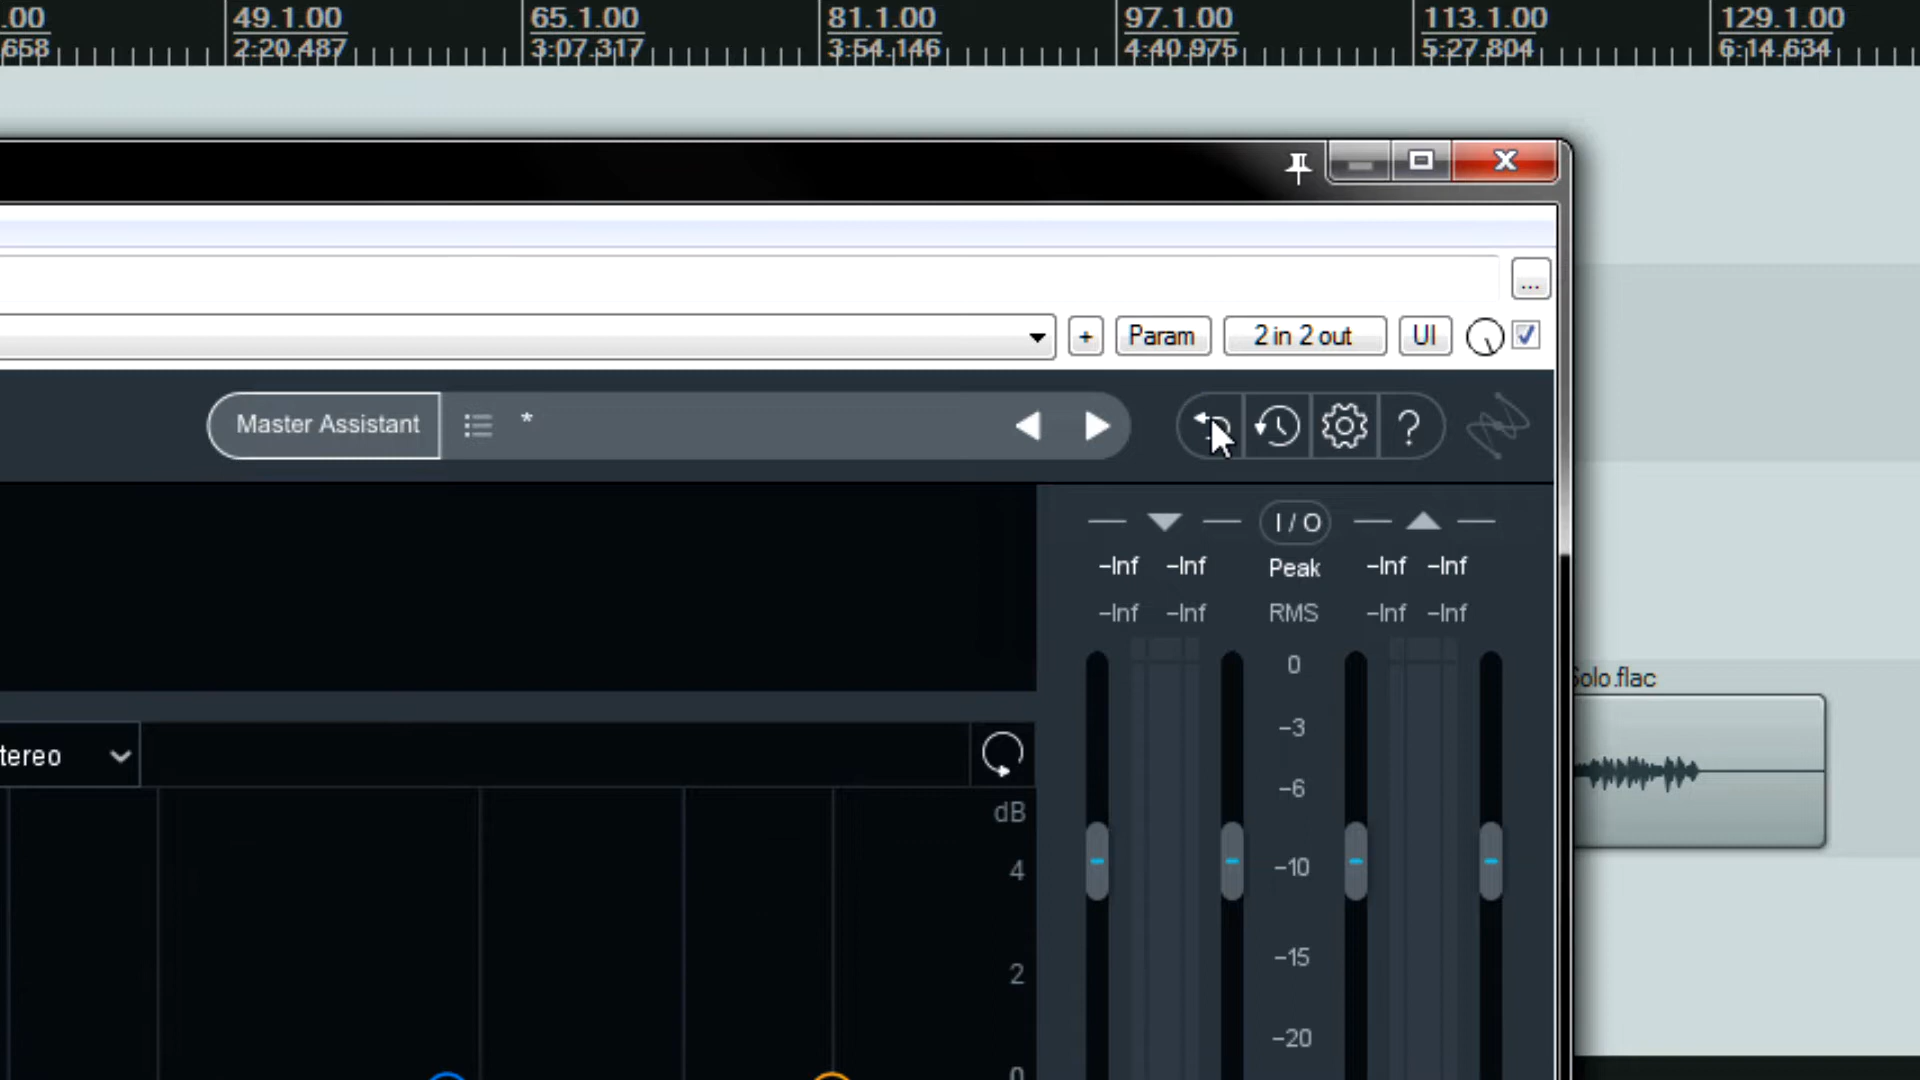 .00 49.1.00 65.1.00 81.1.00 97.1.00 113.1.00 129.1.00
658 2:20.487 3:07.317 3:54.146 4:40.975 5:27.804 6:14.634
...
+ Param 2 in 2 out UI
Master Assistant * ?
I / O
-Inf -Inf Peak -Inf -Inf
-Inf -Inf RMS -Inf -Inf
0
Solo.flac
-3
tereo
-6
dB
4 -10
-15
2
-20
0